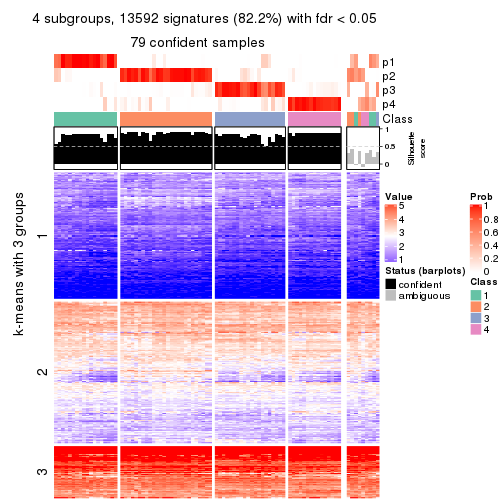 4 subgroups, 13592 signatures (82.2%) with fdr < 0.05
79 confident samples
p1
p2
p3
p4
Class
1
0.5
0
Silhouette
score
k-means with 3 groups
1
2
3
Value
5
4
3
2
1
Status (barplots)
confident
ambiguous
Prob
1
0.8
0.6
0.4
0.2
0
Class
1
2
3
4